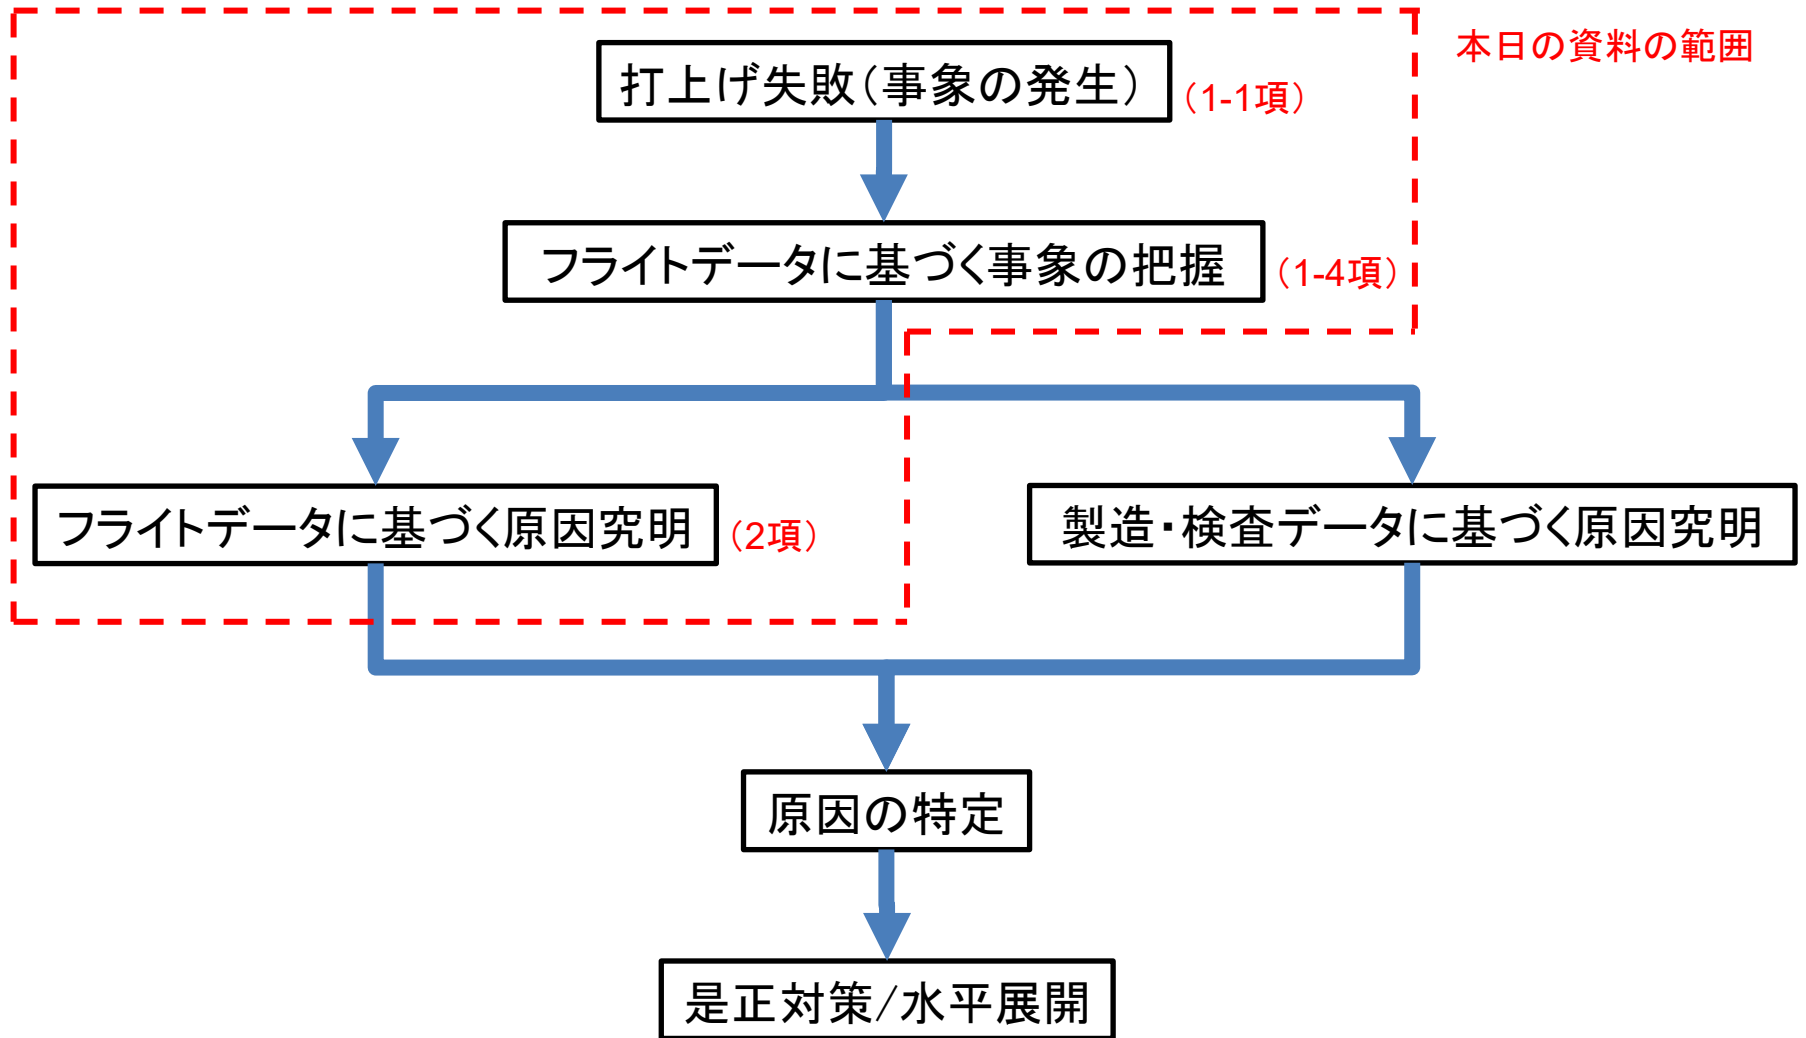 本日の資料の範囲
打上げ失敗（事象の発生）
（1-1項）
フライトデータに基づく事象の把握
（1-4項）
フライトデータに基づく原因究明
（2項）
製造・検査データに基づく原因究明
原因の特定
是正対策/水平展開